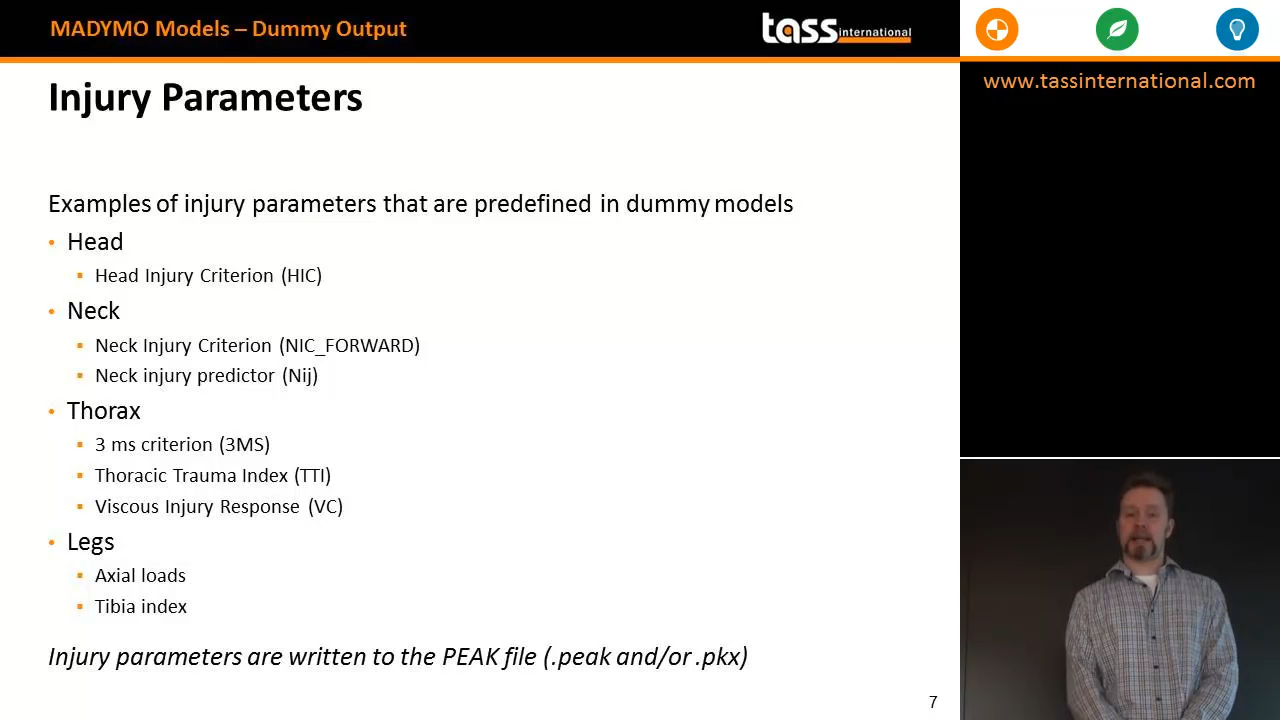 MADYMO Models – Dummy Output
tass international
www.tassinternational.com
Injury Parameters
Examples of injury parameters that are predefined in dummy models
• Head
▪ Head Injury Criterion (HIC)
• Neck
▪ Neck Injury Criterion (NIC_FORWARD)
▪ Neck injury predictor (Nij)
• Thorax
▪ 3 ms criterion (3MS)
▪ Thoracic Trauma Index (TTI)
▪ Viscous Injury Response (VC)
• Legs
▪ Axial loads
▪ Tibia index
Injury parameters are written to the PEAK file (.peak and/or .pkx)
7